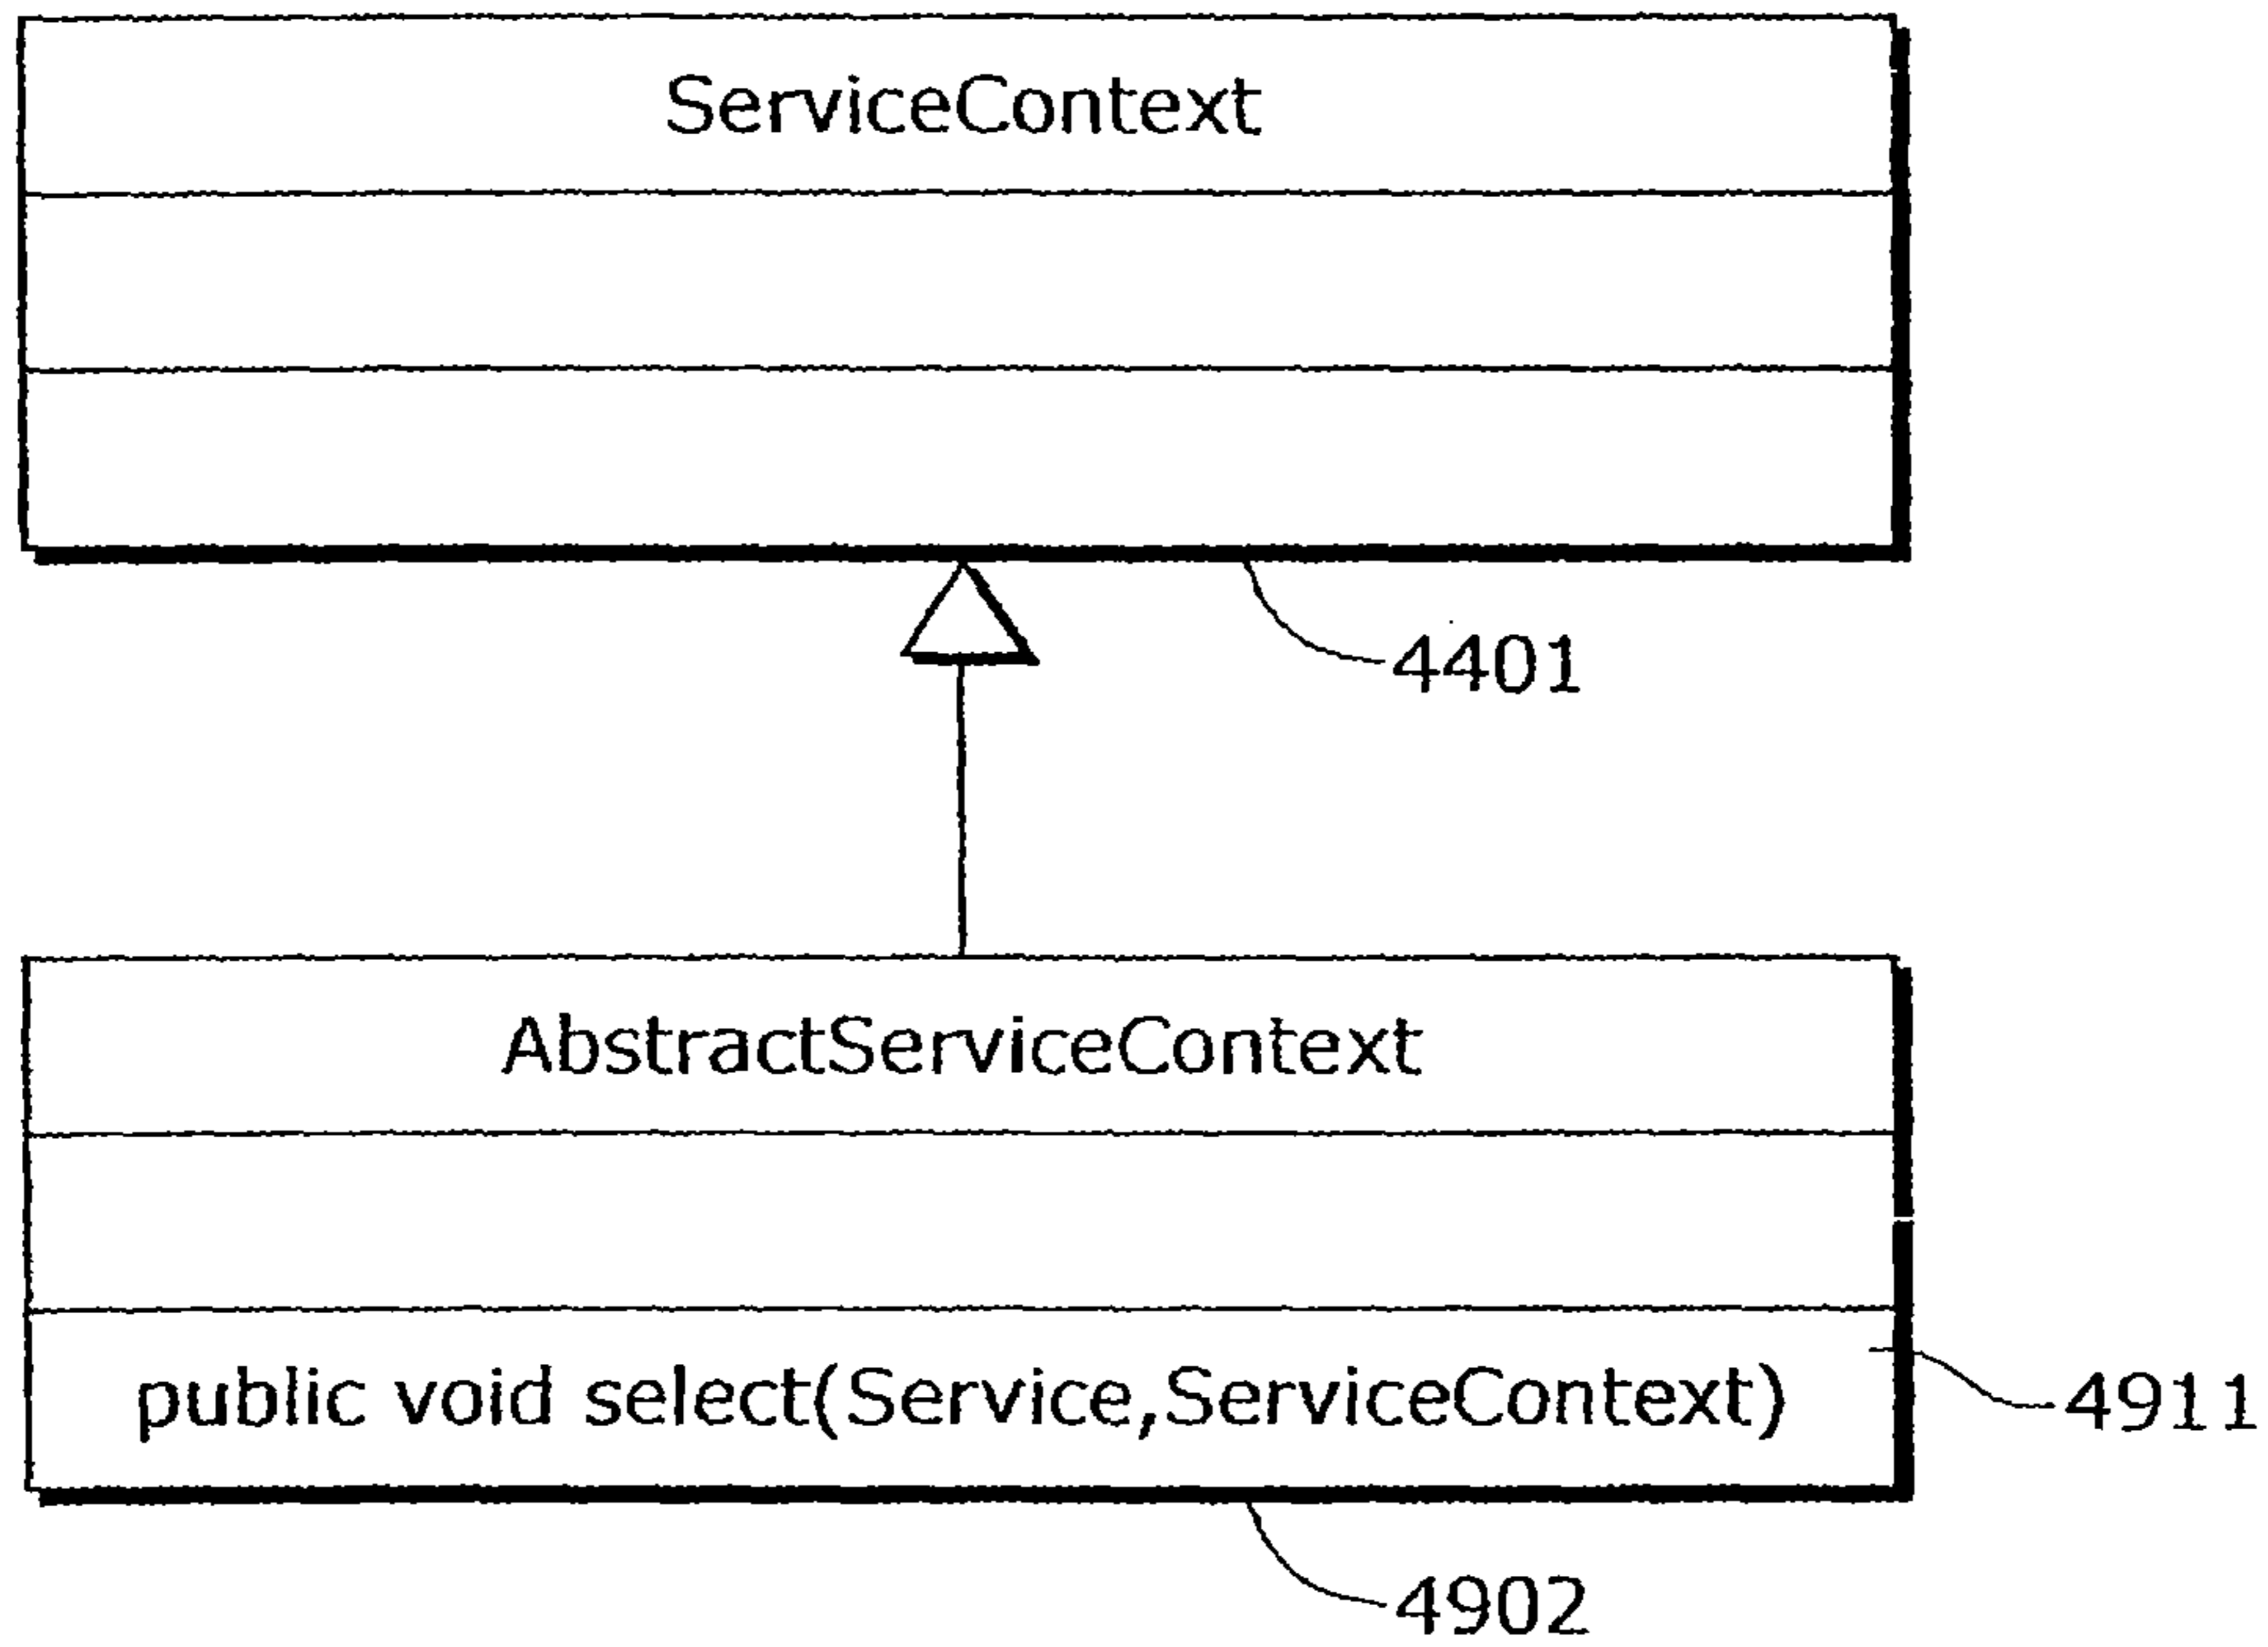 ServiceContext
4401
AbstractServiceContext
public void select(Service,ServiceContext)
4911
4902